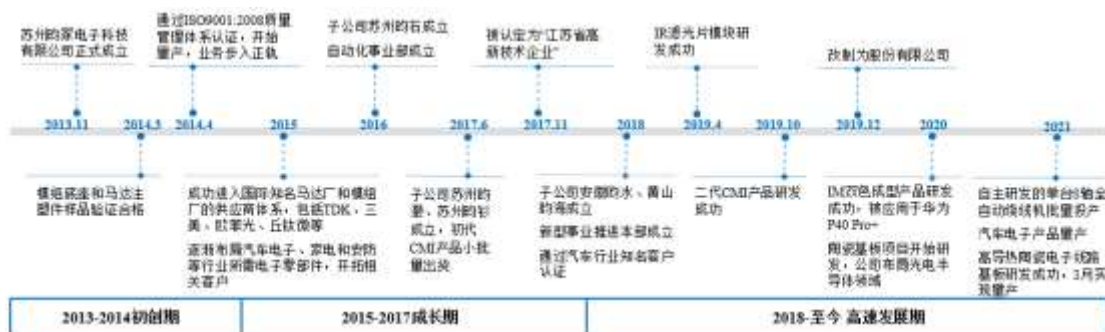 苏州昀冢电子科技
有限公司正式成立
通过ISO9001:2008质量
管理体系认证，开始
量产，业务步入正轨
子公司苏州昀石成立
自动化事业部成立
被认定为“江苏省高
新技术企业”
IR滤光片模块研
发成功
改制为股份有限公司
2013.11
2014.3
2014.4
2015
2016
2017.6
2017.11
2018
2019.4
2019.10
2019.12
2020
2021
模组底座和马达主
塑件样品验证合格
成功进入国际知名马达厂和模组
厂的供应商体系，包括TDK、三
美、欧菲光、丘钛微等
逐渐布局汽车电子、家电和安防
等行业所需电子零部件，开拓相
关客户
子公司苏州昀
成立，初代
CMI产品小批
量出货
子公司安徽昀水、黄山
昀海成立
新型事业推进本部成立
通过汽车行业知名客户
认证
二代CMI产品研发
成功
IM双色成型产品研发
成功，被应用于华为
P40 Pro+
陶瓷基板项目开始研
发，公司布局光电半
导体领域
自主研发的单台8轴全
自动绕线机批量投产
汽车电子产品量产
高导热陶瓷电子线路
基板研发成功，3月实
现量产
2013-2014初创期
2015-2017成长期
2018-至今 高速发展期